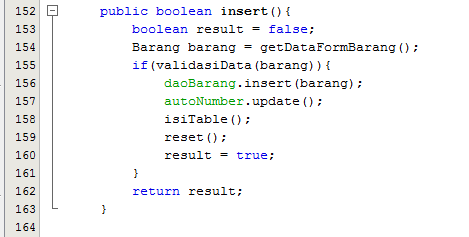 152 public boolean insert(){
153 boolean result = false;
154 Barang barang = getDataFormBarang();
155 if(validasiData(barang)){
156 daoBarang.insert(barang);
157 autoNumber.update();
158 isiTable();
159 reset();
160 result = true;
161 }
162 return result;
163 }
164